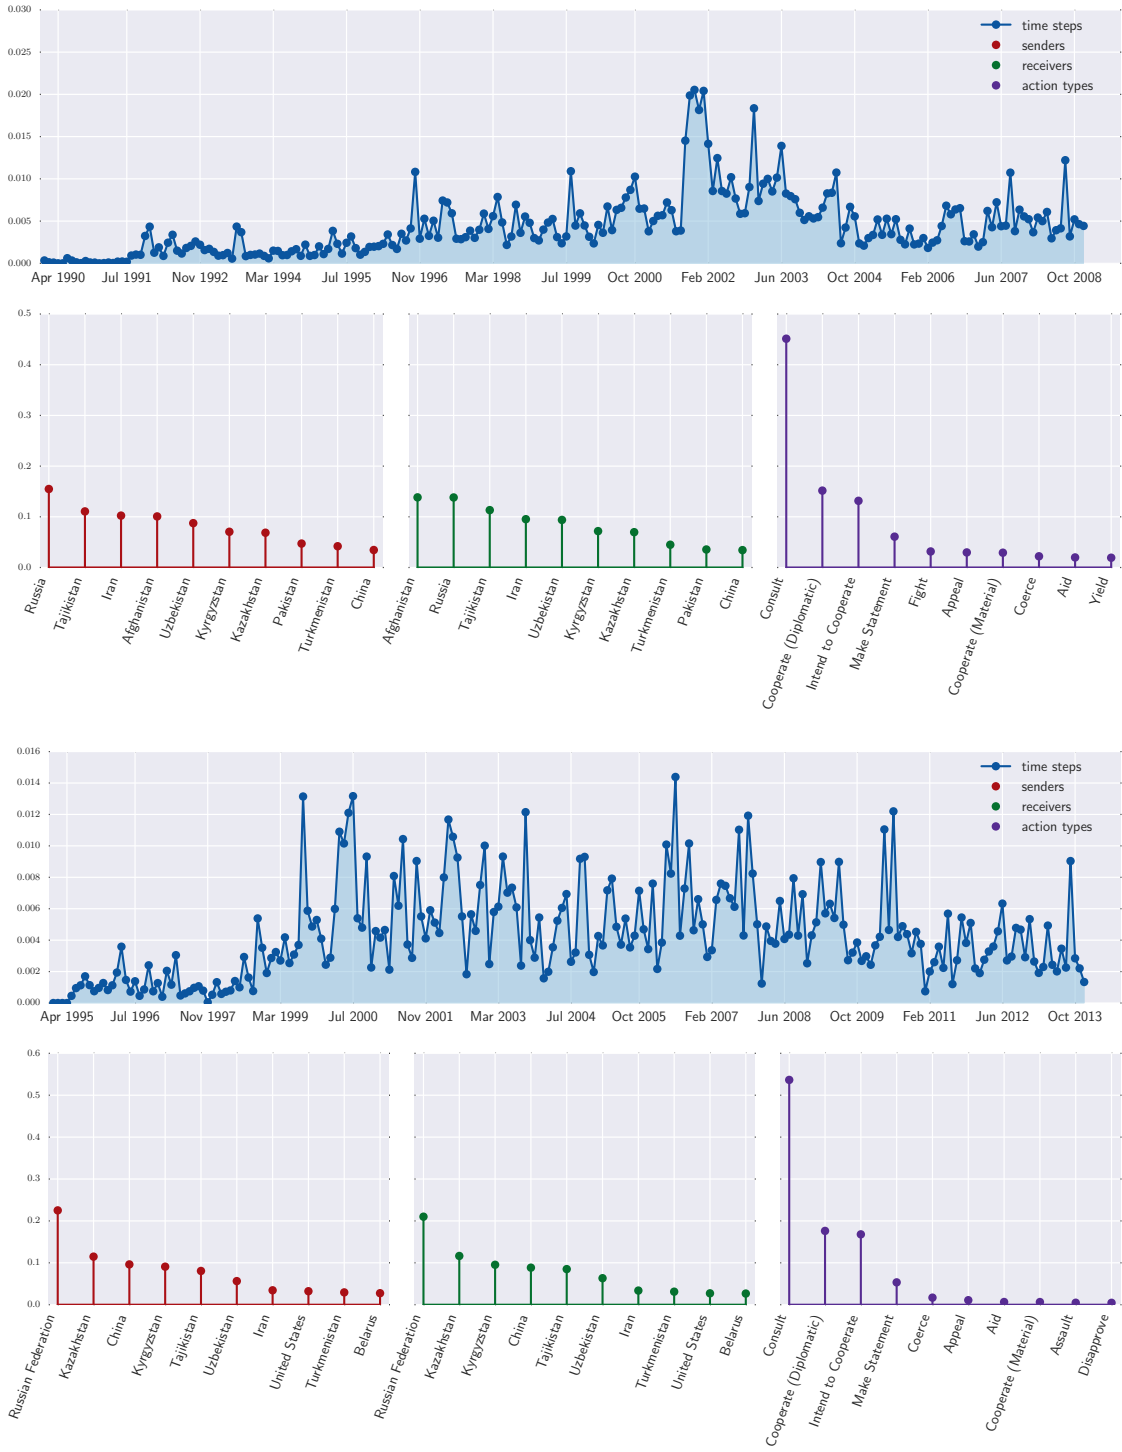 0.030
0.025
0.020
0.015
0.010
0.005
0.000
time steps
senders
receivers
action types
Apr 1990 Jul 1991 Nov 1992 Mar 1994 Jul 1995 Nov 1996 Mar 1998 Jul 1999 Oct 2000 Feb 2002 Jun 2003 Oct 2004 Feb 2006 Jun 2007 Oct 2008
0.5
0.4
0.3
0.2
0.1
0.0
Russia
Tajikistan
Iran
Afghanistan
Uzbekistan
Kyrgyzstan
Kazakhstan
Pakistan
Turkmenistan
China
Afghanistan
Russia
Tajikistan
Iran
Uzbekistan
Kyrgyzstan
Kazakhstan
Turkmenistan
Pakistan
China
Consult
Cooperate (Diplomatic)
Intend to Cooperate
Make Statement
Fight
Appeal
Cooperate (Material)
Coerce
Aid
Yield
0.016
0.014
0.012
0.010
0.008
0.006
0.004
0.002
0.000
time steps
senders
receivers
action types
Apr 1995 Jul 1996 Nov 1997 Mar 1999 Jul 2000 Nov 2001 Mar 2003 Jul 2004 Oct 2005 Feb 2007 Jun 2008 Oct 2009 Feb 2011 Jun 2012 Oct 2013
0.6
0.5
0.4
0.3
0.2
0.1
0.0
Russian Federation
Kazakhstan
China
Kyrgyzstan
Tajikistan
Uzbekistan
Iran
United States
Turkmenistan
Belarus
Russian Federation
Kazakhstan
Kyrgyzstan
China
Tajikistan
Uzbekistan
Iran
Turkmenistan
United States
Belarus
Consult
Cooperate (Diplomatic)
Intend to Cooperate
Make Statement
Coerce
Appeal
Aid
Cooperate (Material)
Assault
Disapprove